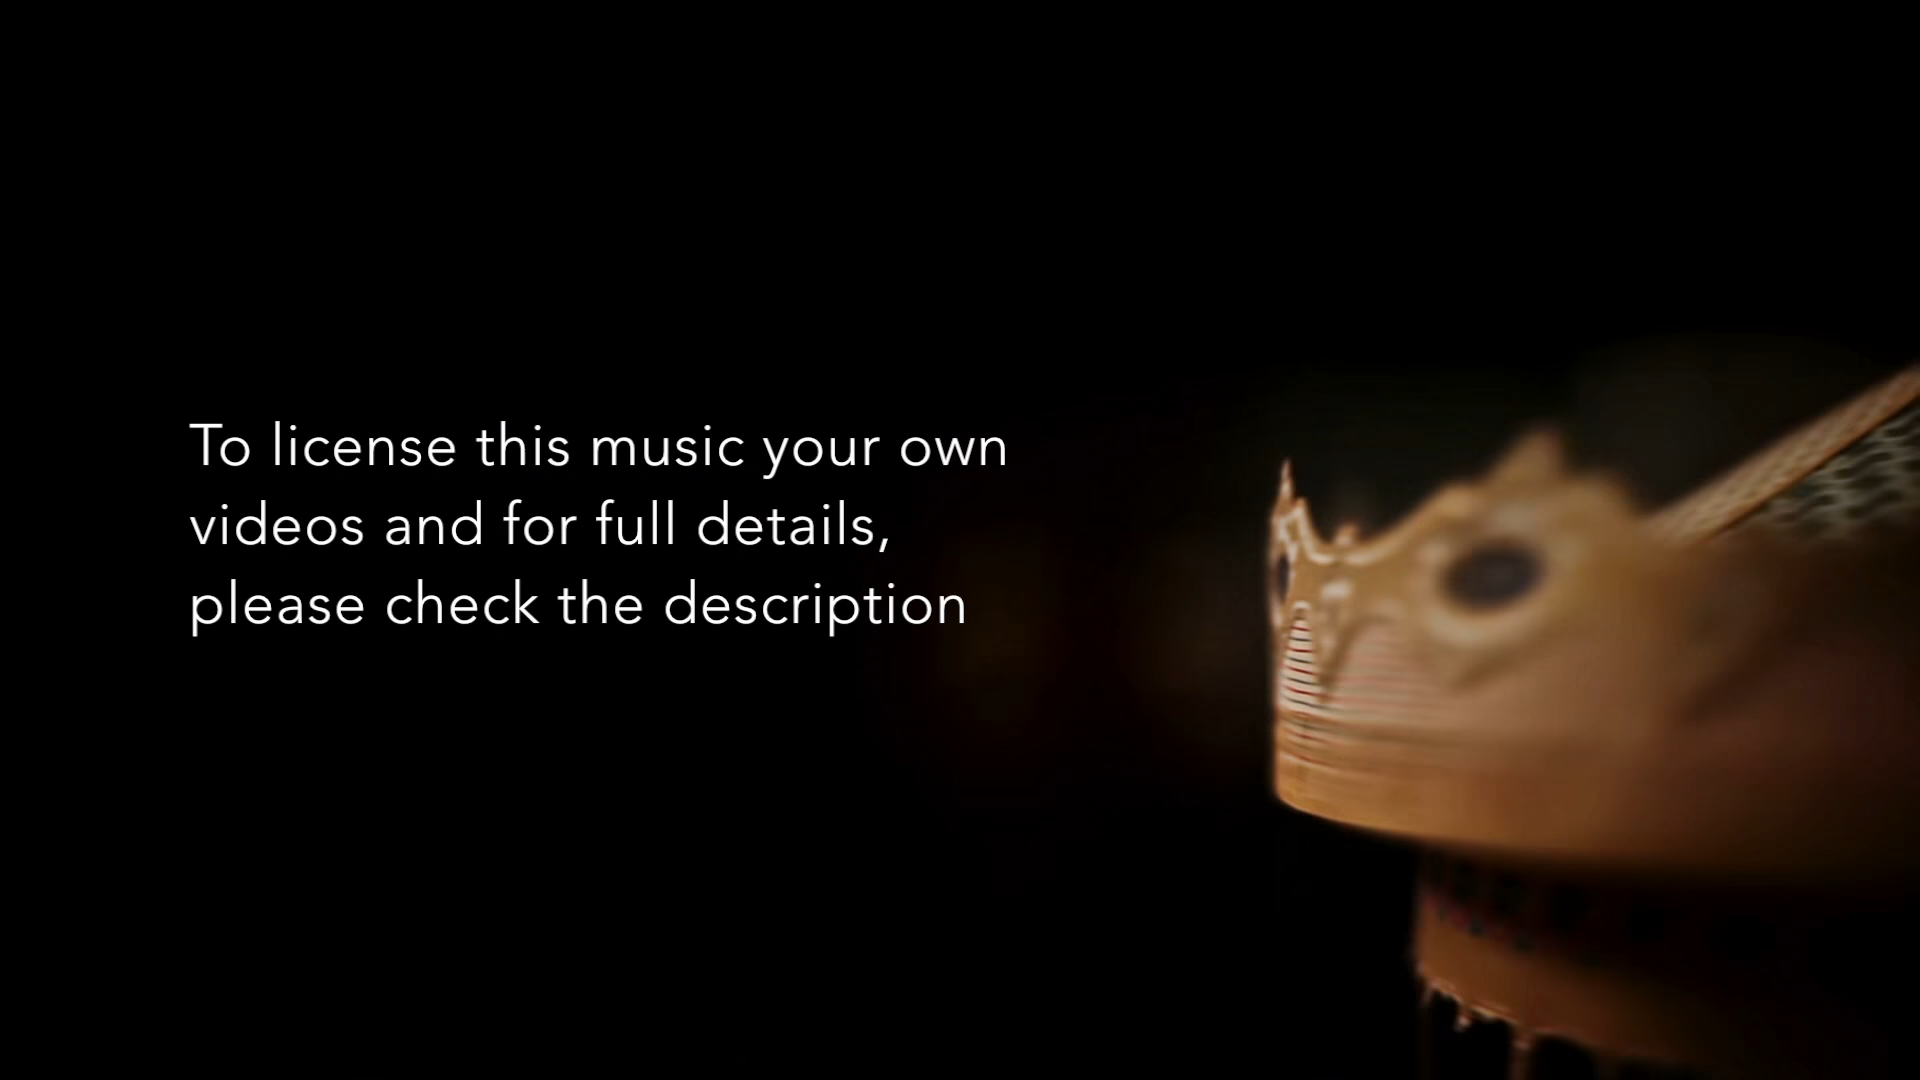 To license this music your own
videos and for full details,
please check the description